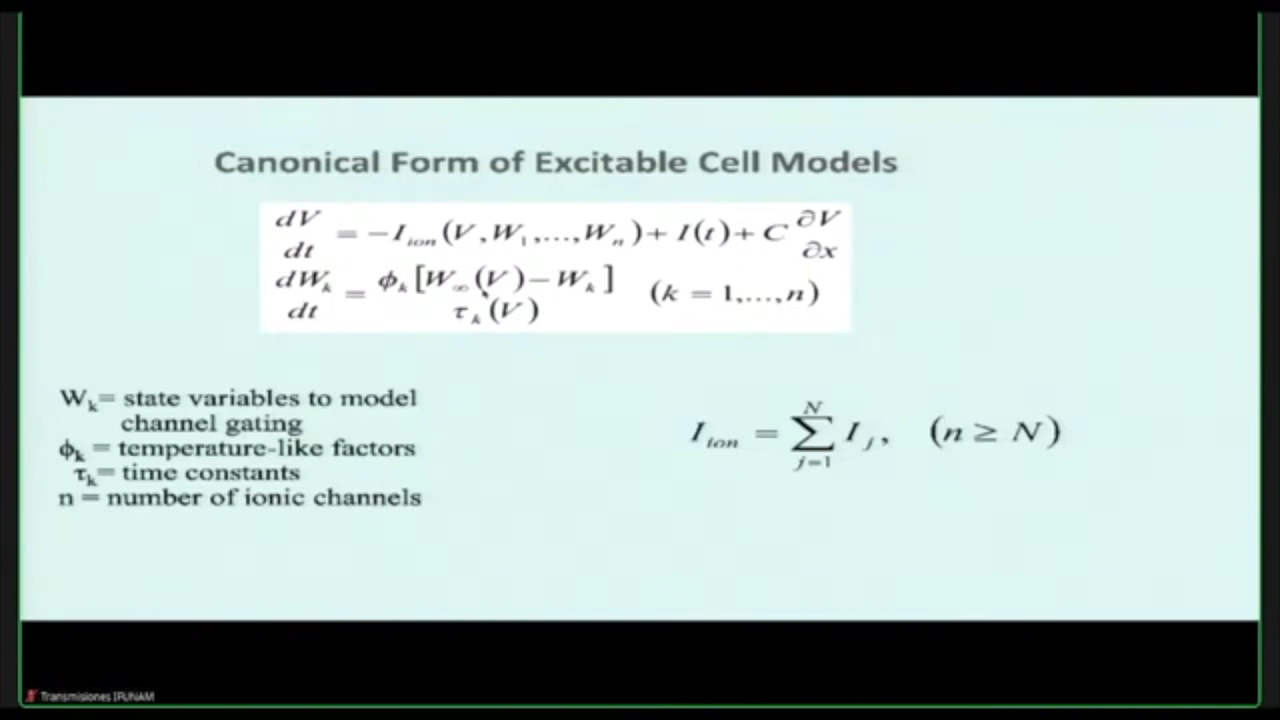 Canonical Form of Excitable Cell Models
dV/dt = −I_ion(V,W_1,...,W_n)+ I(t)+ C ∂V/∂x
dW_k/dt = ϕ_k[W_∞(V)−W_k] τ_k(V) (k = 1,...,n)
W_k= state variables to model
channel gating
ϕ_k = temperature-like factors
τ_k= time constants
n = number of ionic channels
I_ion = ∑_{j=1}^{N} I_j, (n ≥ N)
Transmisiones IFUNAM